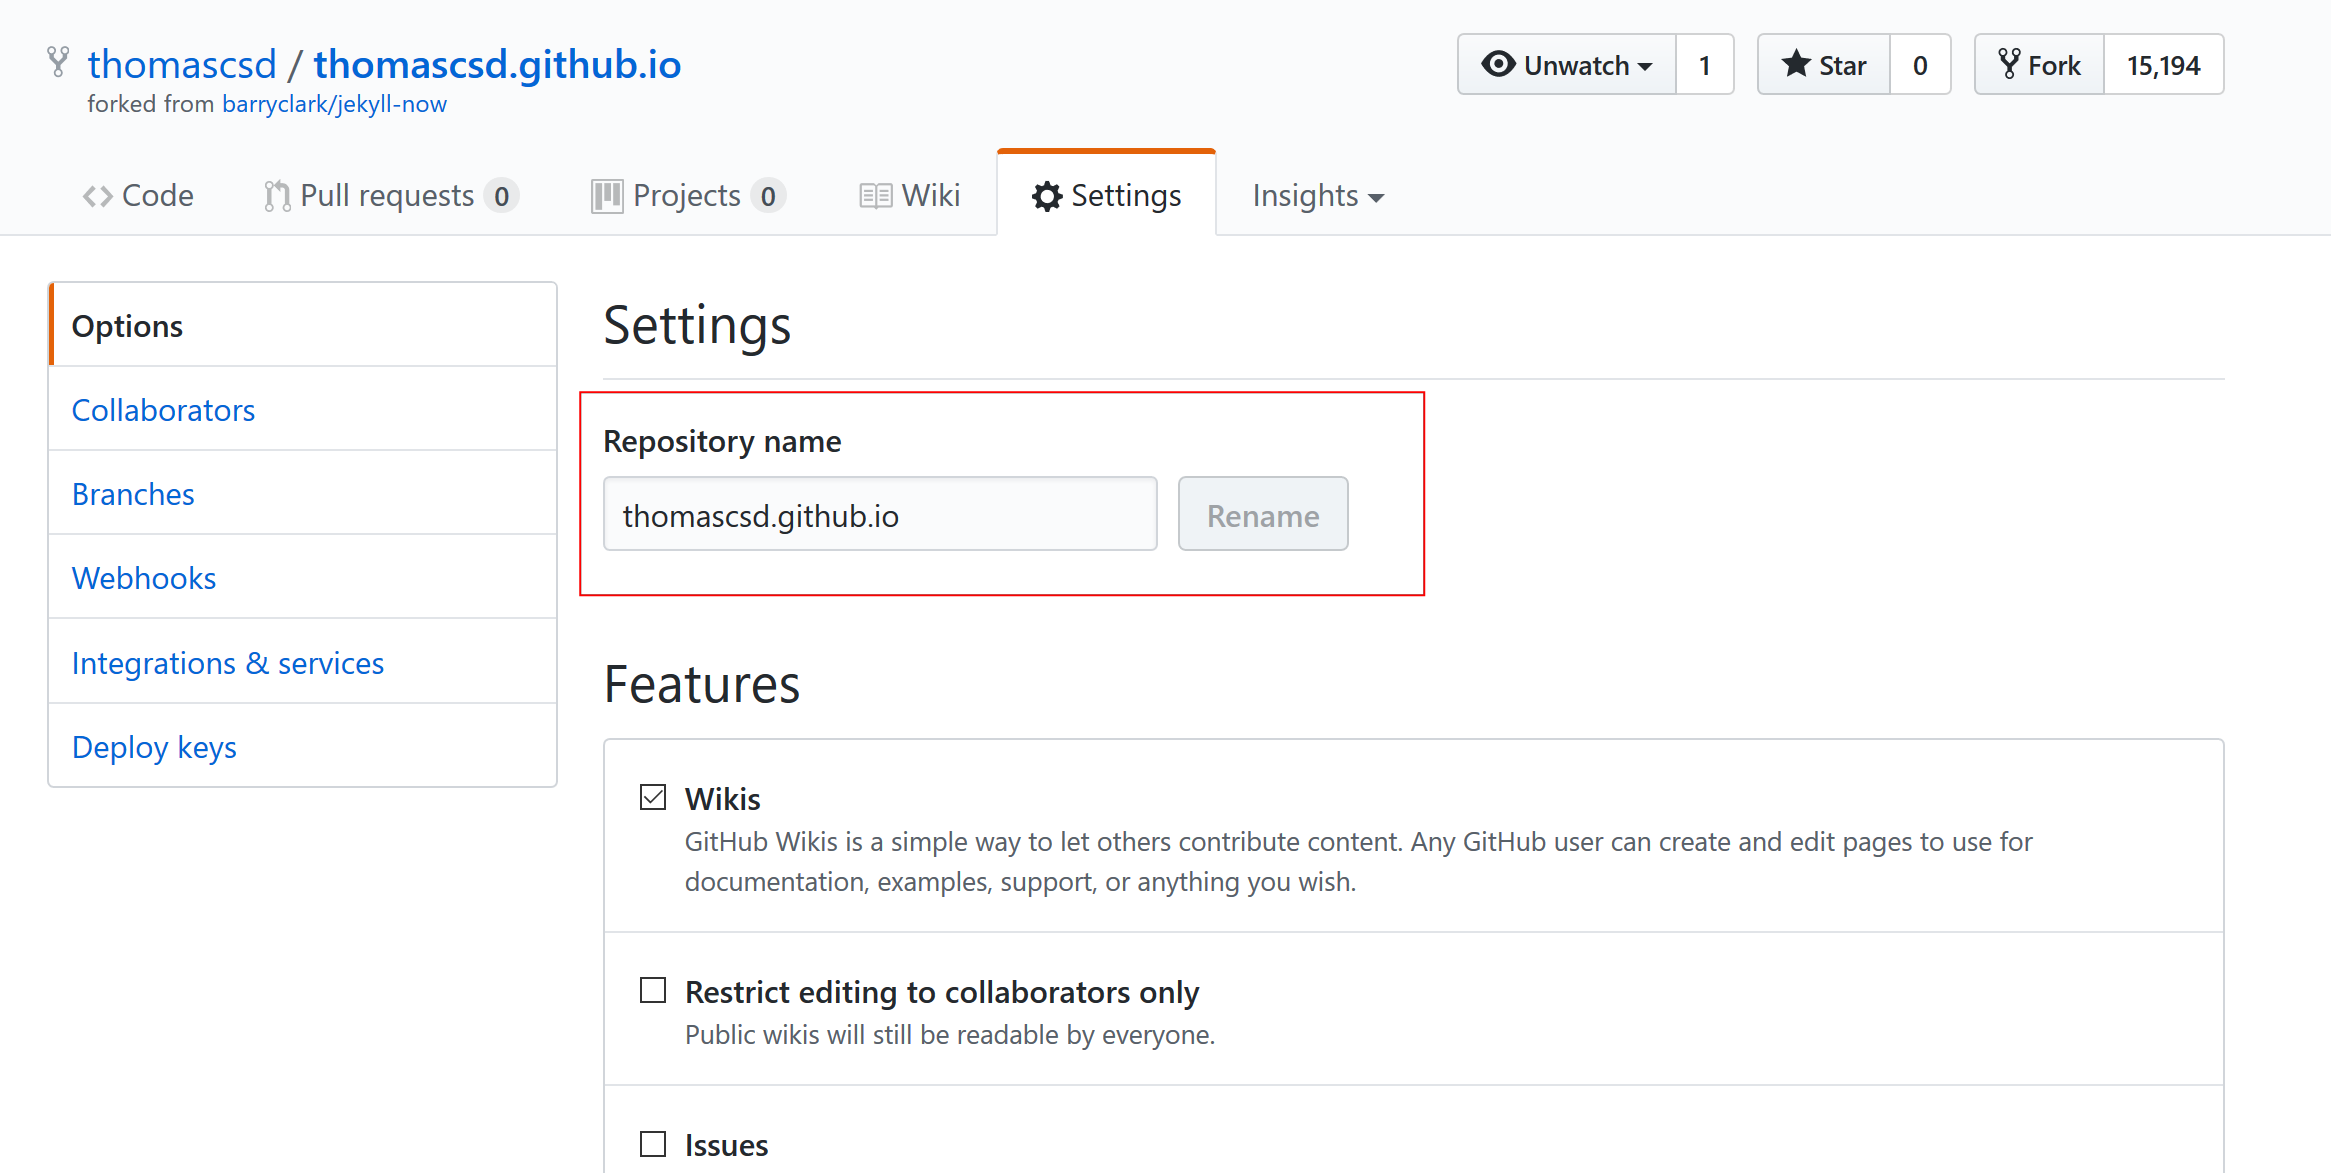 thomascsd / thomascsd.github.io
forked from barryclark/jekyll-now
Unwatch 1
Star 0
Fork 15,194
Code
Pull requests 0
Projects 0
Wiki
Settings
Insights
Options
Collaborators
Branches
Webhooks
Integrations & services
Deploy keys
Settings
Repository name
thomascsd.github.io
Rename
Features
Wikis
GitHub Wikis is a simple way to let others contribute content. Any GitHub user can create and edit pages to use for
documentation, examples, support, or anything you wish.
Restrict editing to collaborators only
Public wikis will still be readable by everyone.
Issues